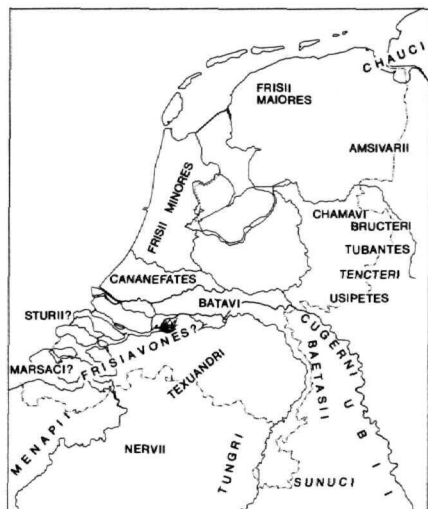 CHAUCI
FRISII
MAIORES
AMSIVARII
FRISII MINORES
CHAMAVI
BRUCTERI
TUBANTES
TENCTERI
USIPETES
CANANEFATES
BATAVI
STURII?
FRISIAVONES?
MARSACI?
CUGERNI
BAETASII
UBII
TEXUANDRI
MENAPII
NERVII
TUNGRI
SUNUCI